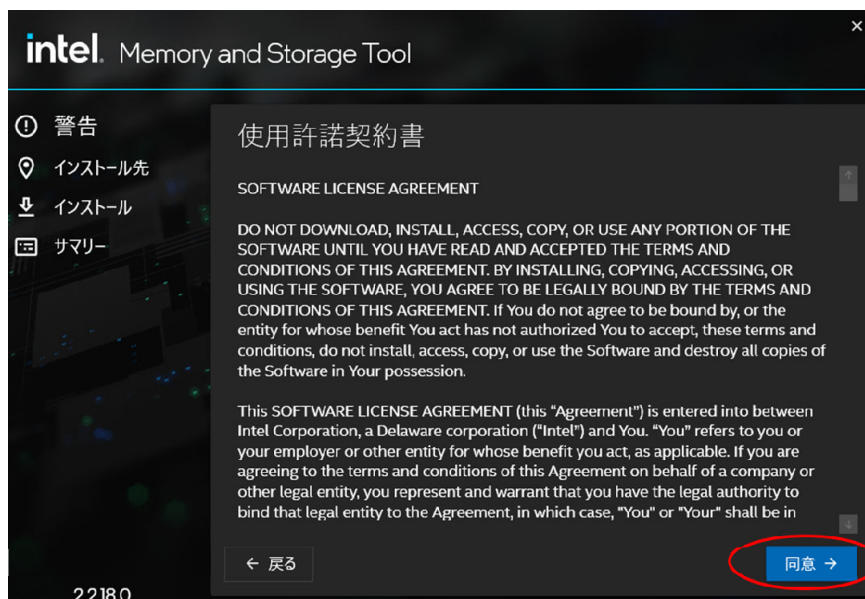 intel. Memory and Storage Tool
警告
インストール先
インストール
サマリー
使用許諾契約書
SOFTWARE LICENSE AGREEMENT
DO NOT DOWNLOAD, INSTALL, ACCESS, COPY, OR USE ANY PORTION OF THE
SOFTWARE UNTIL YOU HAVE READ AND ACCEPTED THE TERMS AND
CONDITIONS OF THIS AGREEMENT. BY INSTALLING, COPYING, ACCESSING, OR
USING THE SOFTWARE, YOU AGREE TO BE LEGALLY BOUND BY THE TERMS AND
CONDITIONS OF THIS AGREEMENT. If You do not agree to be bound by, or the
entity for whose benefit You act has not authorized You to accept, these terms and
conditions, do not install, access, copy, or use the Software and destroy all copies of
the Software in Your possession.
This SOFTWARE LICENSE AGREEMENT (this “Agreement”) is entered into between
Intel Corporation, a Delaware corporation (“Intel”) and You. “You” refers to you or
your employer or other entity for whose benefit you act, as applicable. If you are
agreeing to the terms and conditions of this Agreement on behalf of a company or
other legal entity, you represent and warrant that you have the legal authority to
bind that legal entity to the Agreement, in which case, "You" or "Your" shall be in
← 戻る
同意 →
2.2.18.0